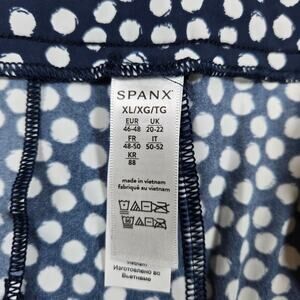 SPANX
XL/XG/TG
EUR UK
46-48 20-22
FR IT
48-50 50-52
KR
88
made in vietnam
fabriqué au vietnam
Vietnam
Изготовлено во